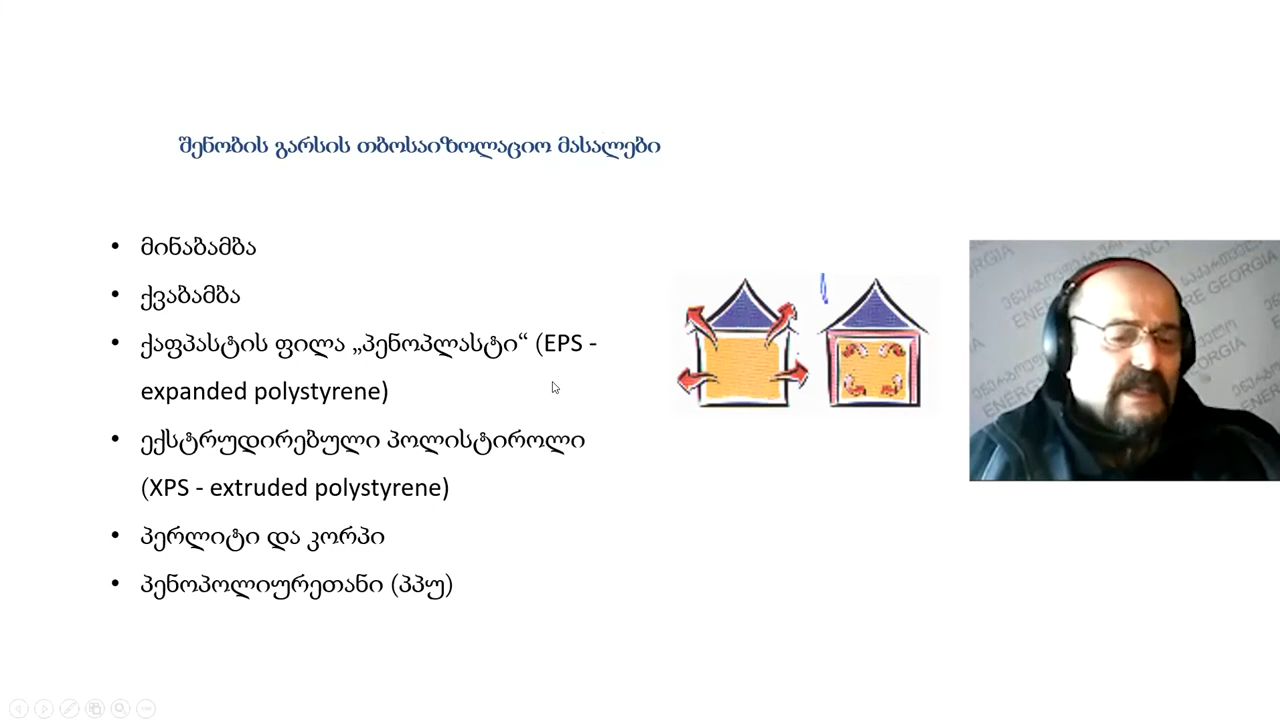 შენობის გარსის თბოსაიზოლაციო მასალები
• მინაბამბა
• ქვაბამბა
• ქაფპასტის ფილა „პენოპლასტი“ (EPS -
expanded polystyrene)
• ექსტრუდირებული პოლისტიროლი
(XPS - extruded polystyrene)
• პერლიტი და კორპი
• პენოპოლიურეთანი (პპუ)